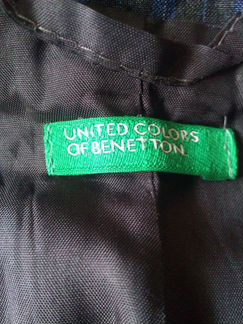 UNITED COLORS
OF BENETTON.